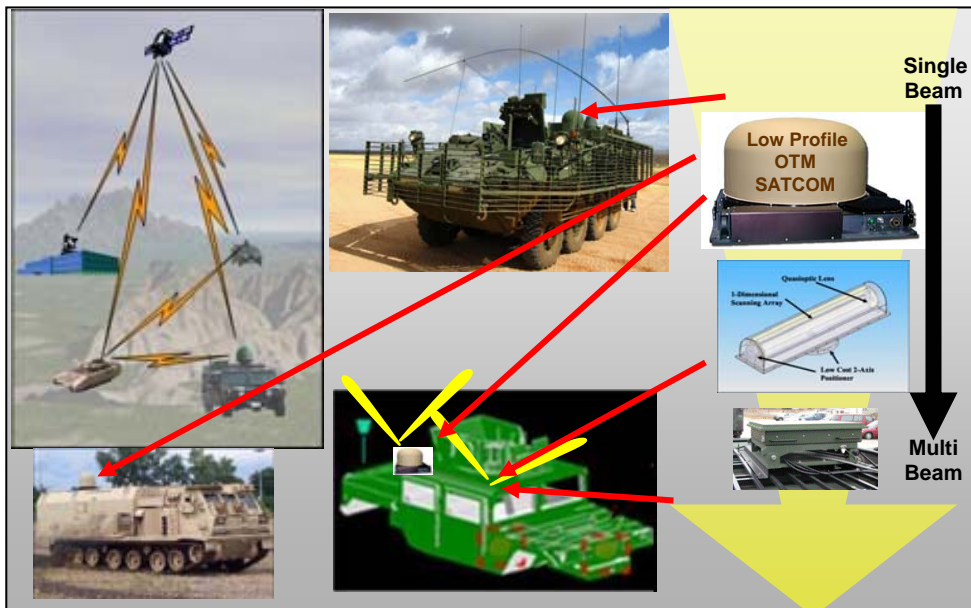 Single
Beam
Low Profile
OTM
SATCOM
Quasioptic Lens
1-Dimensional
Scanning Array
Low Cost 2-Axis
Positioner
Multi
Beam